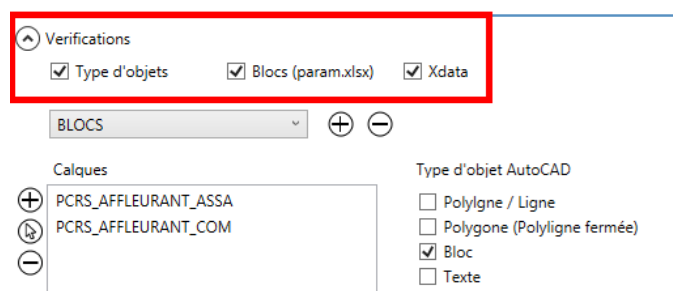 Verifications
Type d'objets Blocs (param.xlsx) Xdata
BLOCS
Calques
PCRS_AFFLEURANT_ASSA
PCRS_AFFLEURANT_COM
Type d'objet AutoCAD
Polylgne / Ligne
Polygone (Polyligne fermée)
Bloc
Texte